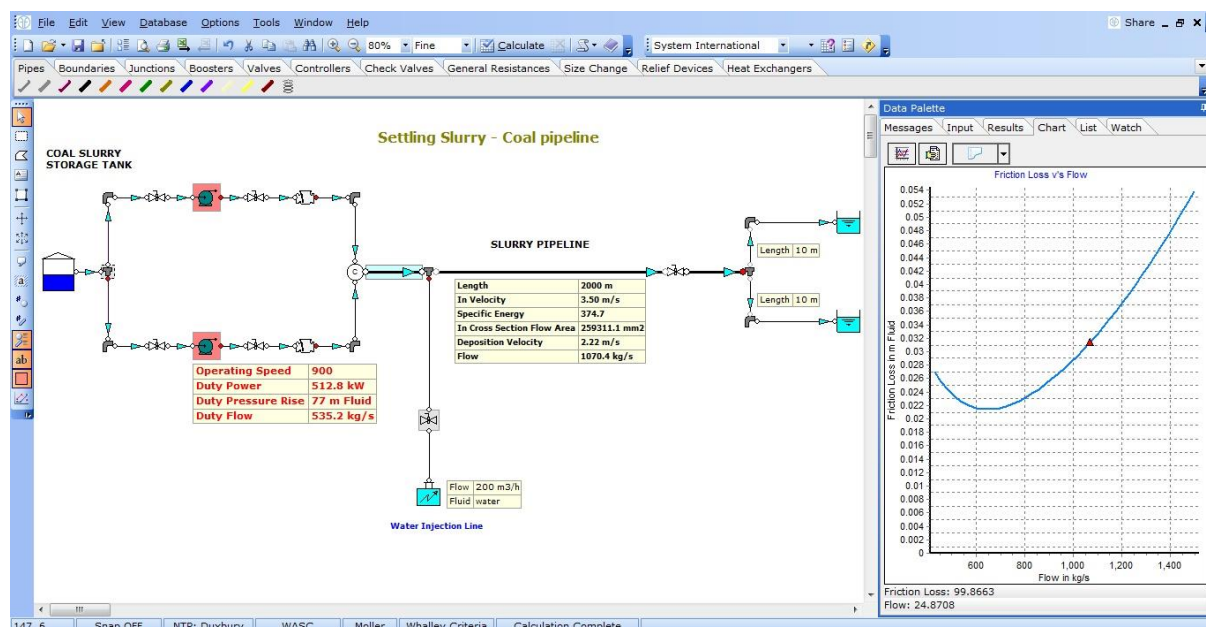 File Edit View Database Options Tools Window Help
Share
80% Fine Calculate System International
Pipes Boundaries Junctions Boosters Valves Controllers Check Valves General Resistances Size Change Relief Devices Heat Exchangers
Settling Slurry - Coal pipeline
COAL SLURRY
STORAGE TANK
SLURRY PIPELINE
C
Length 10 m
Length 2000 m
In Velocity 3.50 m/s
Specific Energy 374.7
In Cross Section Flow Area 259311.1 mm2
Deposition Velocity 2.22 m/s
Flow 1070.4 kg/s
Length 10 m
Operating Speed 900
Duty Power 512.8 kW
Duty Pressure Rise 77 m Fluid
Duty Flow 535.2 kg/s
Flow 200 m3/h
Fluid water
Water Injection Line
ab
Data Palette
Messages Input Results Chart List Watch
Friction Loss v's Flow
Friction Loss in m Fluid
0.054
0.052
0.05
0.048
0.046
0.044
0.042
0.04
0.038
0.036
0.034
0.032
0.03
0.028
0.026
0.024
0.022
0.02
0.018
0.016
0.014
0.012
0.01
0.008
0.006
0.004
0.002
0
600 800 1,000 1,200 1,400
Flow in kg/s
Friction Loss: 99.8663
Flow: 24.8708
147, 6 Snap OFF NTP: Duxbury WASC Moller Whalley Criteria Calculation Complete